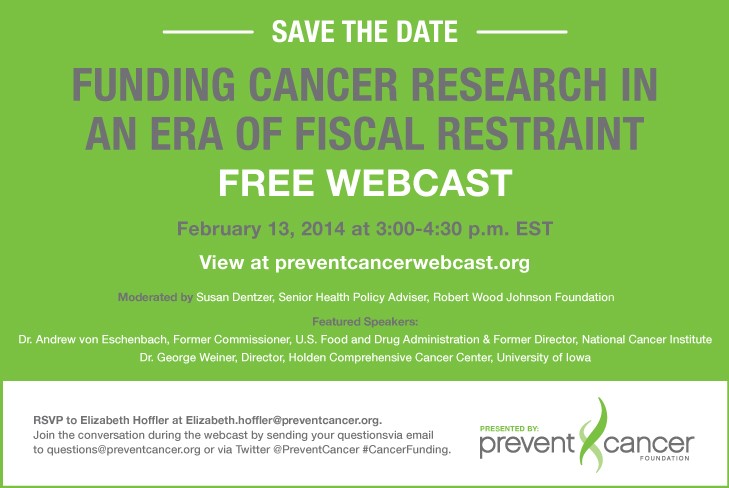 SAVE THE DATE
FUNDING CANCER RESEARCH IN
AN ERA OF FISCAL RESTRAINT
FREE WEBCAST
February 13, 2014 at 3:00-4:30 p.m. EST
View at preventcancerwebcast.org
Moderated by Susan Dentzer, Senior Health Policy Adviser, Robert Wood Johnson Foundation
Featured Speakers:
Dr. Andrew von Eschenbach, Former Commissioner, U.S. Food and Drug Administration & Former Director, National Cancer Institute
Dr. George Weiner, Director, Holden Comprehensive Cancer Center, University of Iowa
RSVP to Elizabeth Hoffler at Elizabeth.hoffler@preventcancer.org.
Join the conversation during the webcast by sending your questionsvia email
to questions@preventcancer.org or via Twitter @PreventCancer #CancerFunding.
PRESENTED BY:
prevent cancer
FOUNDATION